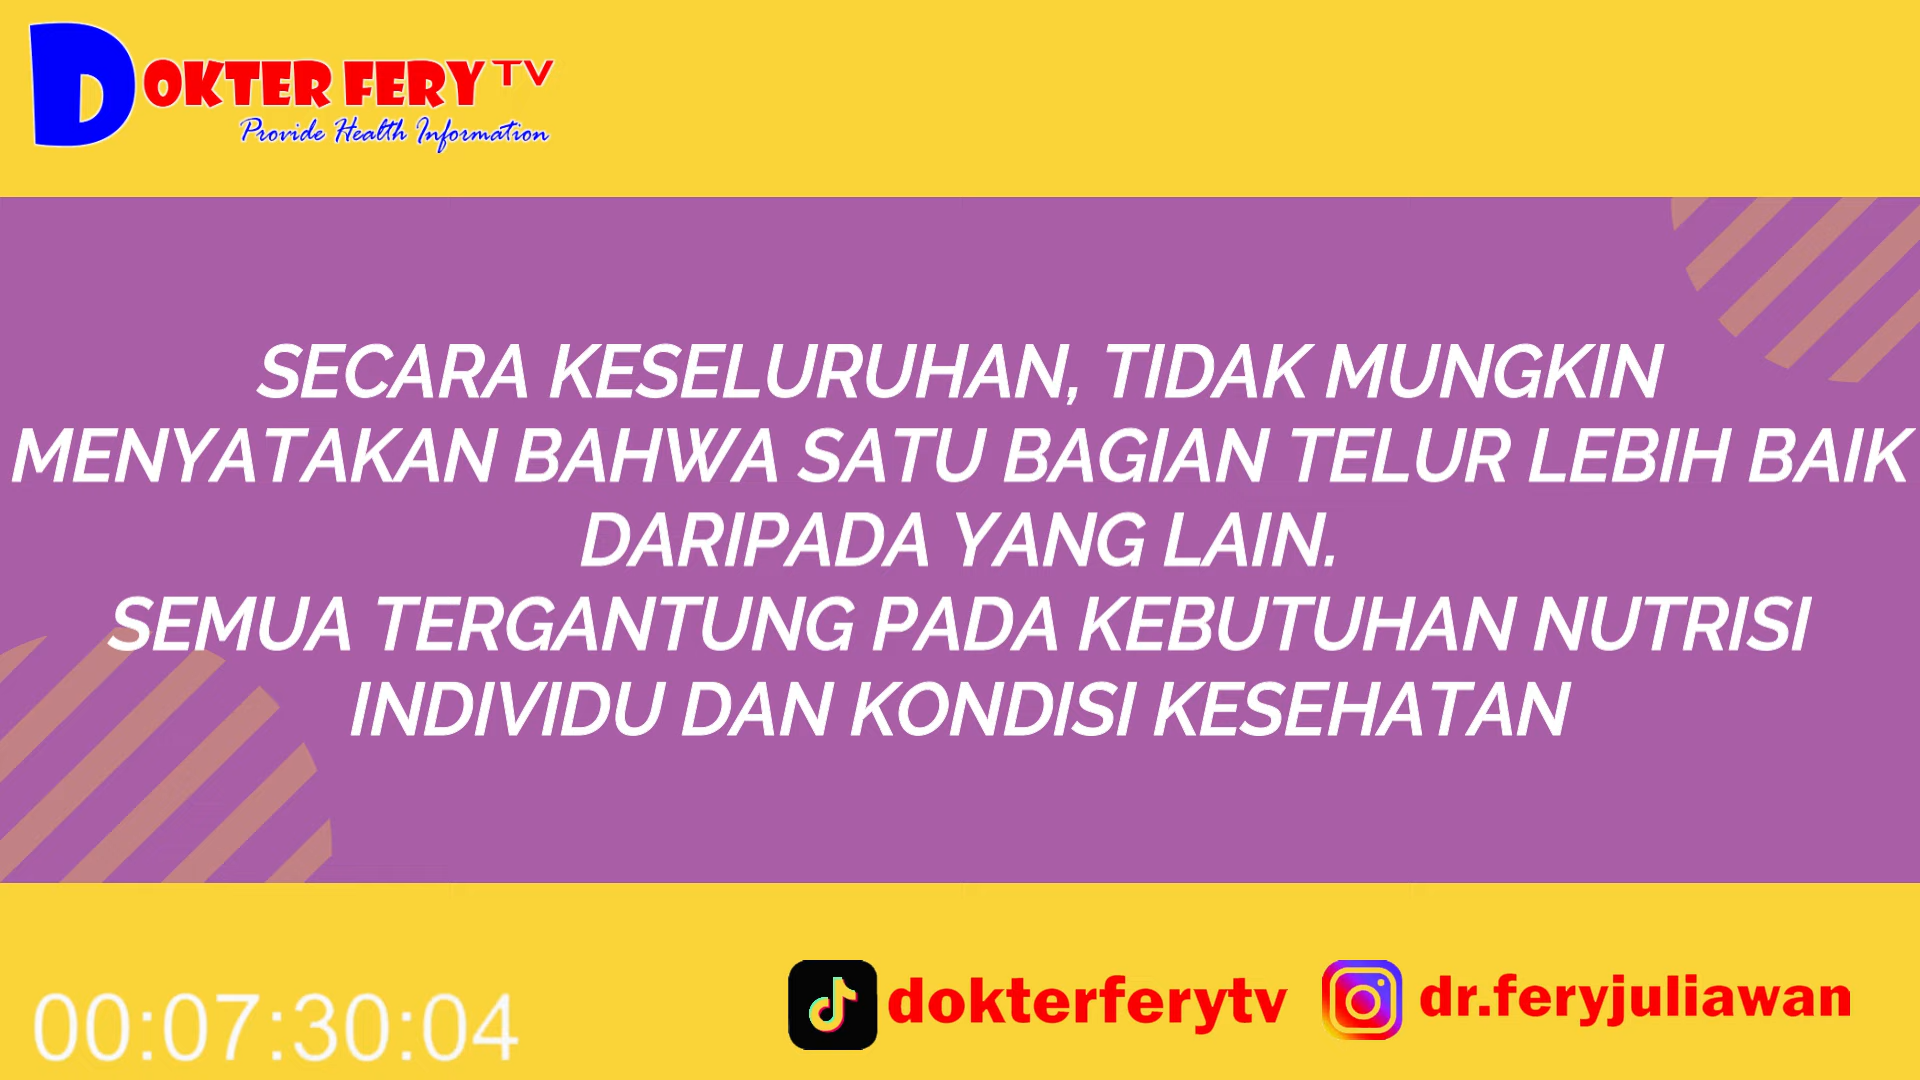 DOKTER FERY TV
Provide Health Information
SECARA KESELURUHAN, TIDAK MUNGKIN
MENYATAKAN BAHWA SATU BAGIAN TELUR LEBIH BAIK
DARIPADA YANG LAIN.
SEMUA TERGANTUNG PADA KEBUTUHAN NUTRISI
INDIVIDU DAN KONDISI KESEHATAN
00:07:30:04
dokterferytv
dr.feryjuliawan